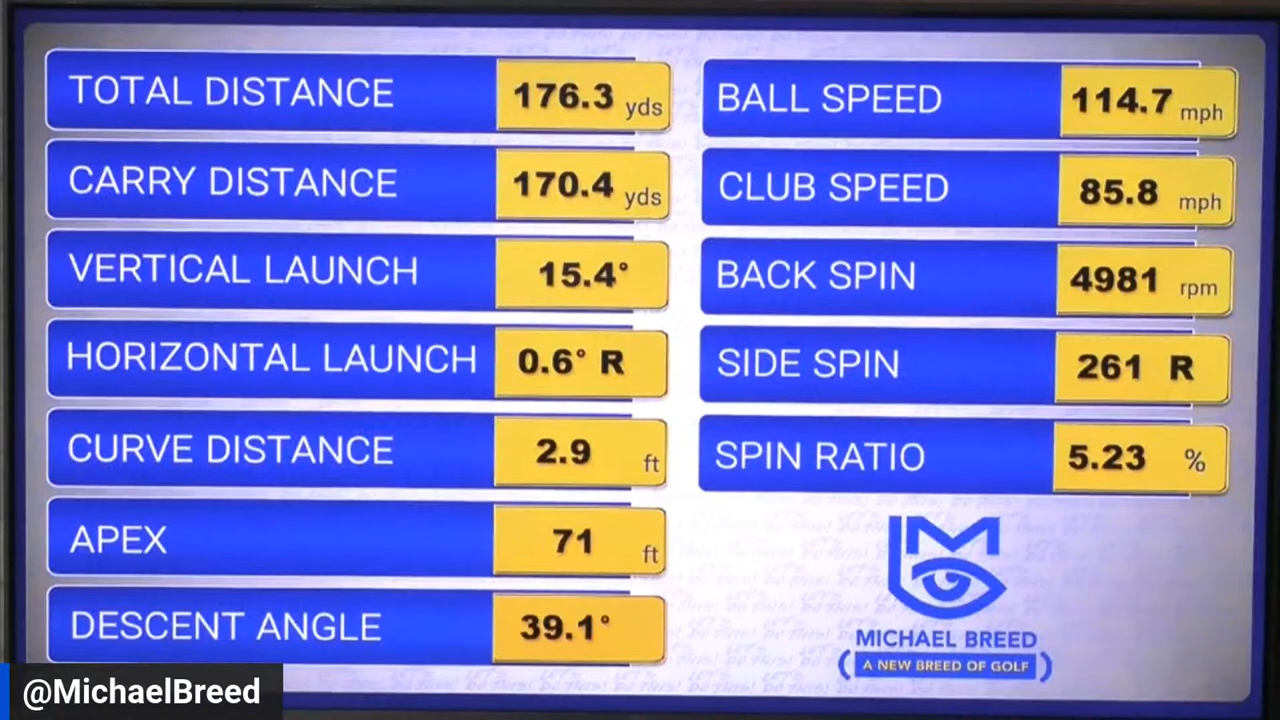 TOTAL DISTANCE 176.3 yds
CARRY DISTANCE 170.4 yds
VERTICAL LAUNCH 15.4°
HORIZONTAL LAUNCH 0.6° R
CURVE DISTANCE 2.9 ft
APEX 71 ft
DESCENT ANGLE 39.1°
BALL SPEED 114.7 mph
CLUB SPEED 85.8 mph
BACK SPIN 4981 rpm
SIDE SPIN 261 R
SPIN RATIO 5.23 %
MICHAEL BREED
(A NEW BREED OF GOLF)
@MichaelBreed